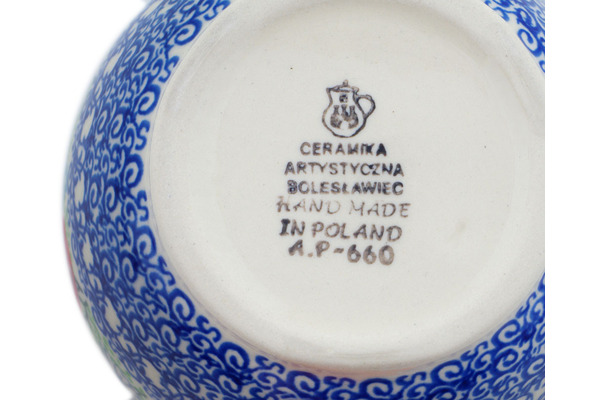 CERAMIKA
ARTYSTYCZNA
BOLESŁAWIEC
HAND MADE
IN POLAND
A.P-660